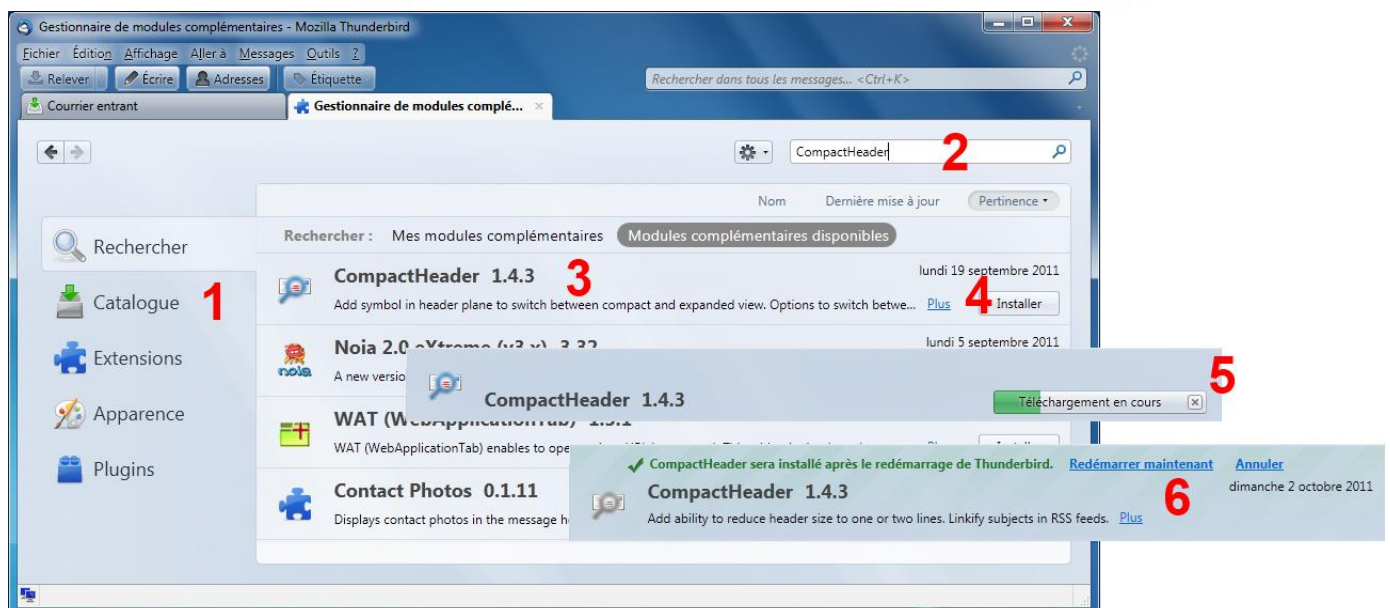 Gestionnaire de modules complémentaires - Mozilla Thunderbird
Fichier Édition Affichage Aller à Messages Outils ?
Relever Écrire Adresses Étiquette Rechercher dans tous les messages... <Ctrl+K>
Courrier entrant Gestionnaire de modules complé...
CompactHeader 2
Nom Dernière mise à jour Pertinence
Rechercher
Rechercher : Mes modules complémentaires Modules complémentaires disponibles
Catalogue 1
Extensions
Apparence
Plugins
CompactHeader 1.4.3 3 lundi 19 septembre 2011
Add symbol in header plane to switch between compact and expanded view. Options to switch betwe... Plus 4 Installer
Noia 2.0 eXtreme (v3.x) 3.32 lundi 5 septembre 2011
noia A new versio
CompactHeader 1.4.3 Téléchargement en cours 5
WAT (WebApplicationTab)
WAT (WebApplicationTab) enables to ope
CompactHeader sera installé après le redémarrage de Thunderbird. Redémarrer maintenant Annuler
CompactHeader 1.4.3 6 dimanche 2 octobre 2011
Add ability to reduce header size to one or two lines. Linkify subjects in RSS feeds. Plus
Contact Photos 0.1.11
Displays contact photos in the message h